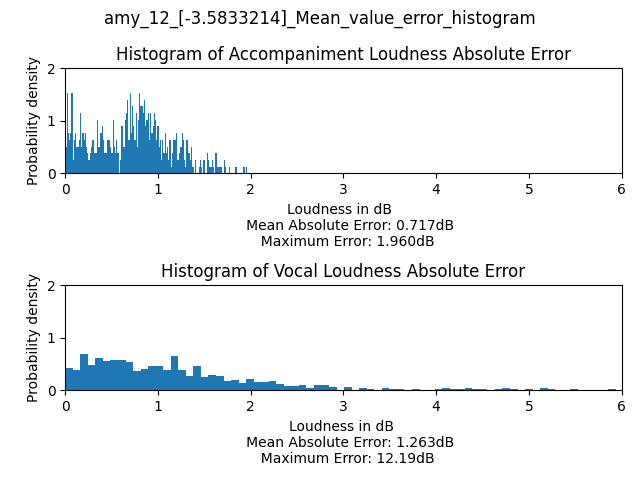 amy_12_[-3.5833214]_Mean_value_error_histogram
Histogram of Accompaniment Loudness Absolute Error
Probability density
2
1
0
0 1 2 3 4 5 6
Loudness in dB
Mean Absolute Error: 0.717dB
Maximum Error: 1.960dB
Histogram of Vocal Loudness Absolute Error
Probability density
2
1
0
0 1 2 3 4 5 6
Loudness in dB
Mean Absolute Error: 1.263dB
Maximum Error: 12.19dB